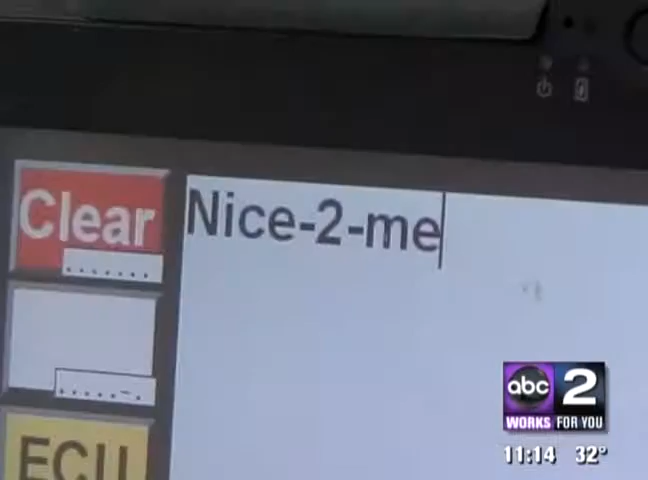 Clear
Nice-2-me
ECU
abc 2
WORKS FOR YOU
11:14 32°